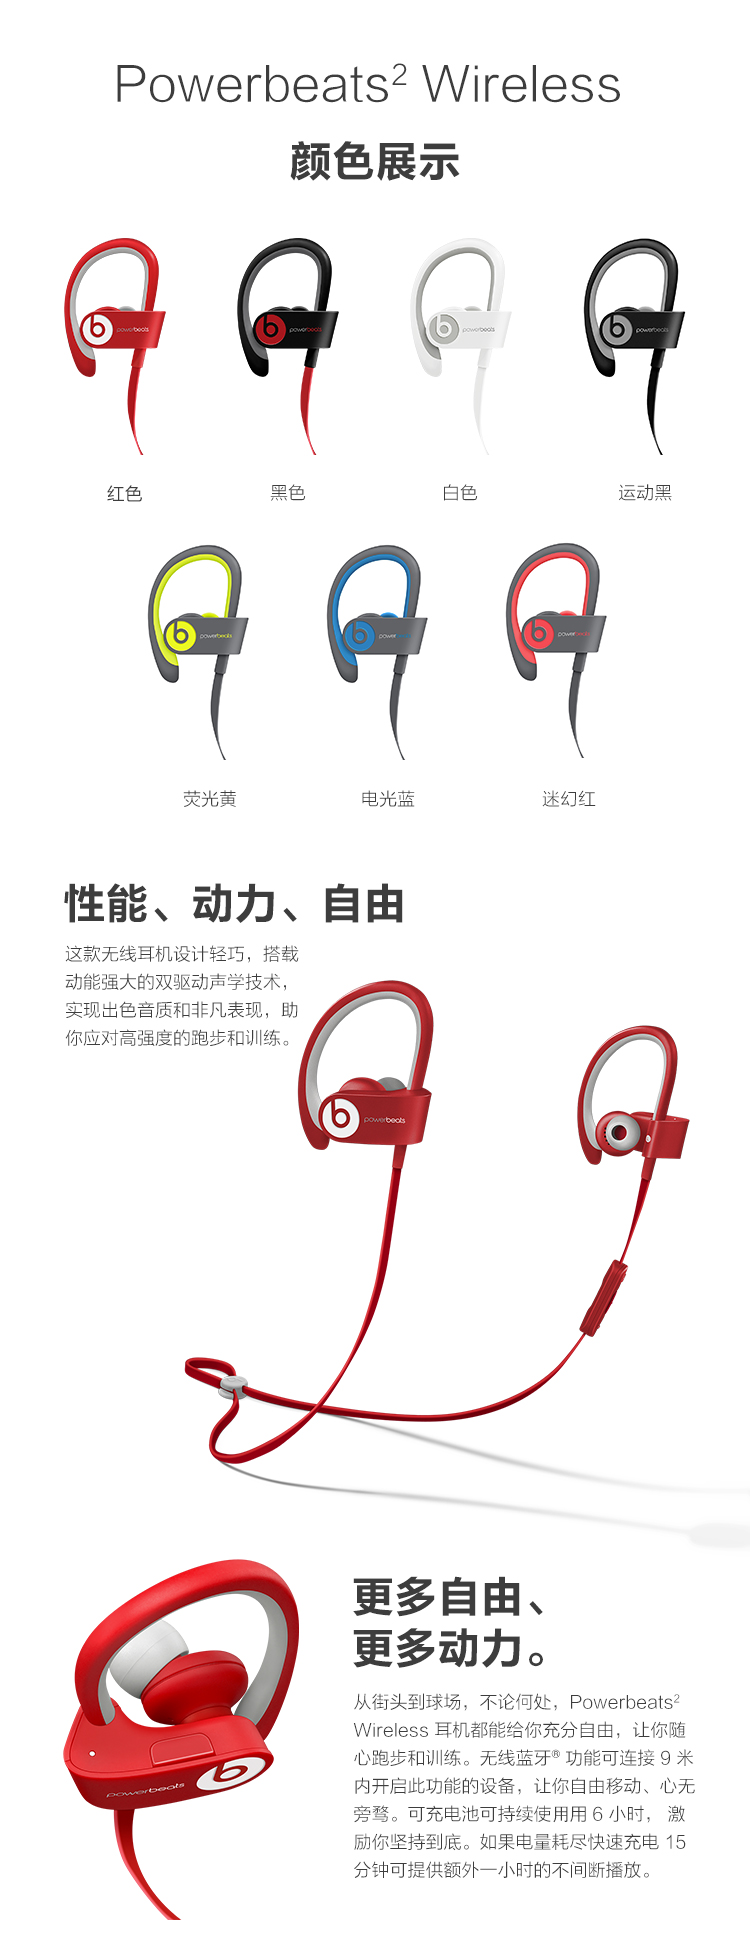 Powerbeats² Wireless
颜色展示
powerbeats
powerbeats
powerbeats
powerbeats
红色
黑色
白色
运动黑
powerbeats
powerbeats
powerbeats
荧光黄
电光蓝
迷幻红
性能、动力、自由
这款无线耳机设计轻巧，搭载
动能强大的双驱动声学技术，
实现出色音质和非凡表现，助
你应对高强度的跑步和训练。
powerbeats
更多自由、
更多动力。
从街头到球场，不论何处，Powerbeats²
Wireless 耳机都能给你充分自由，让你随
心跑步和训练。无线蓝牙® 功能可连接 9 米
内开启此功能的设备，让你自由移动、心无
旁骛。可充电池可持续使用用 6 小时， 激
励你坚持到底。如果电量耗尽快速充电 15
分钟可提供额外一小时的不间断播放。
powerbeats